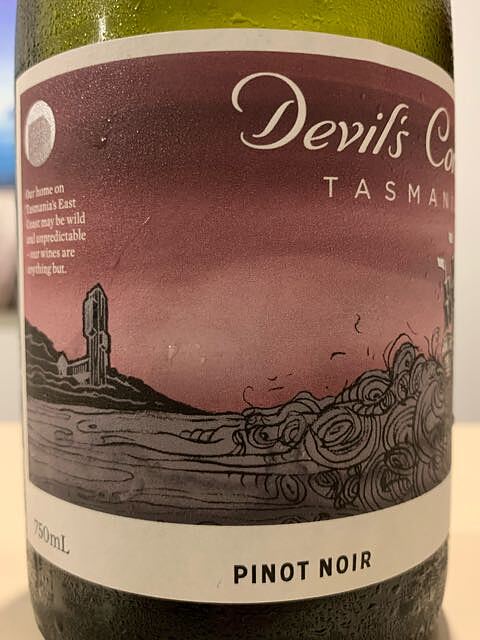 Devil's Co
TASMAN
Our home on
Tasmania's East
Coast may be wild
and unpredictable
– our wines are
anything but.
750mL
PINOT NOIR